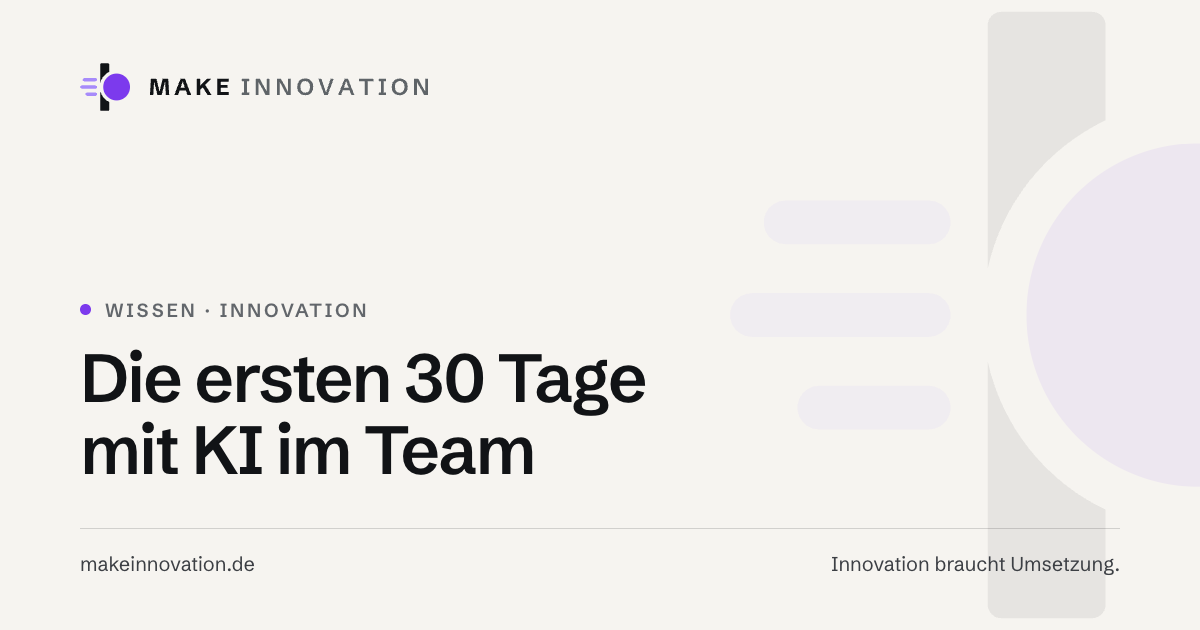 MAKE INNOVATION
WISSEN · INNOVATION
Die ersten 30 Tage
mit KI im Team
makeinnovation.de
Innovation braucht Umsetzung.